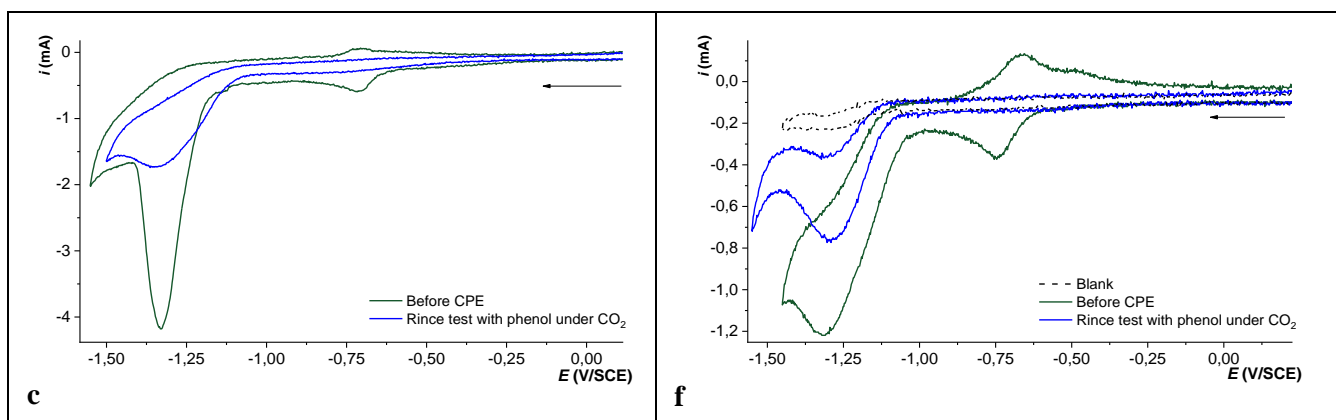 i (mA)
0
-1
-2
-3
-4
Before CPE
Rince test with phenol under CO₂
-1,50 -1,25 -1,00 -0,75 -0,50 -0,25 0,00
E (V/SCE)
c
i (mA)
0,0
-0,2
-0,4
-0,6
-0,8
-1,0
-1,2
Blank
Before CPE
Rince test with phenol under CO₂
-1,50 -1,25 -1,00 -0,75 -0,50 -0,25 0,00
E (V/SCE)
f